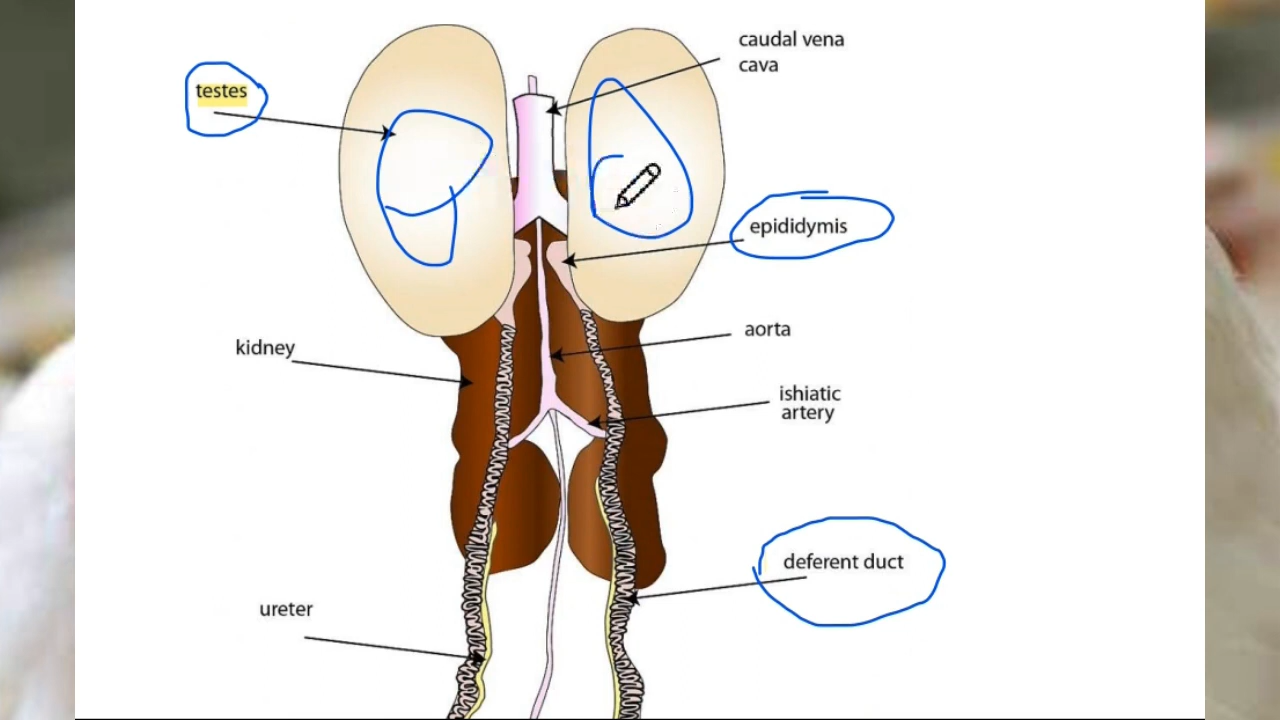 caudal vena
cava
testes
epididymis
aorta
kidney
ishiatic
artery
deferent duct
ureter